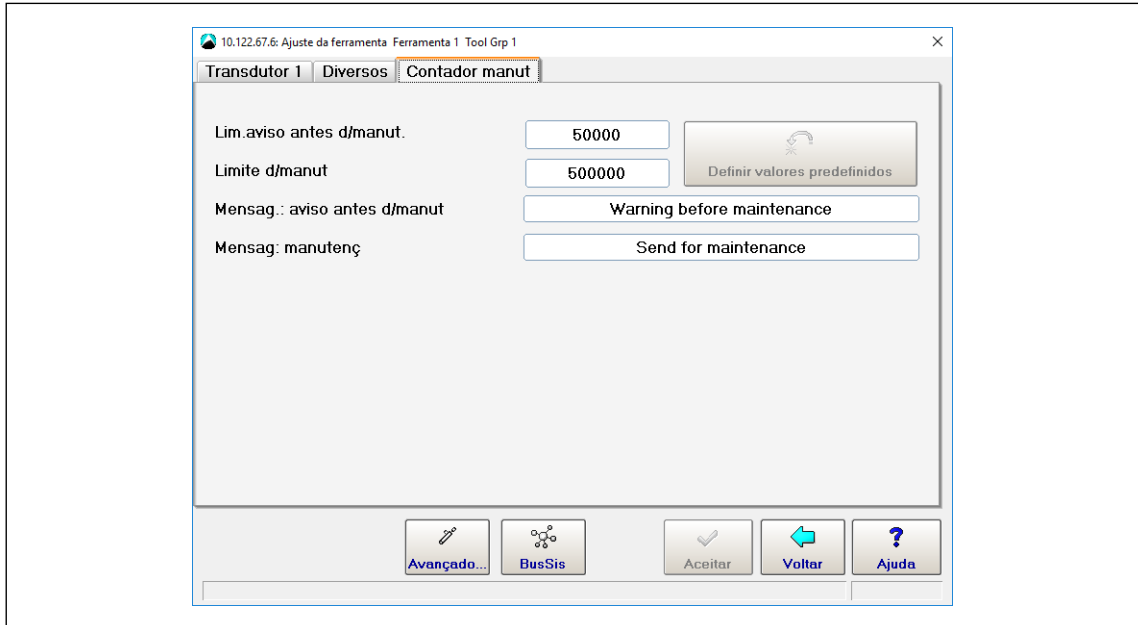 10.122.67.6: Ajuste da ferramenta Ferramenta 1 Tool Grp 1
Transdutor 1 Diversos Contador manut
Lim.aviso antes d/manut. 50000
Definir valores predefinidos
Limite d/manut 500000
Mensag.: aviso antes d/manut Warning before maintenance
Mensag: manutenç Send for maintenance
Avançado... BusSis Aceitar Voltar Ajuda